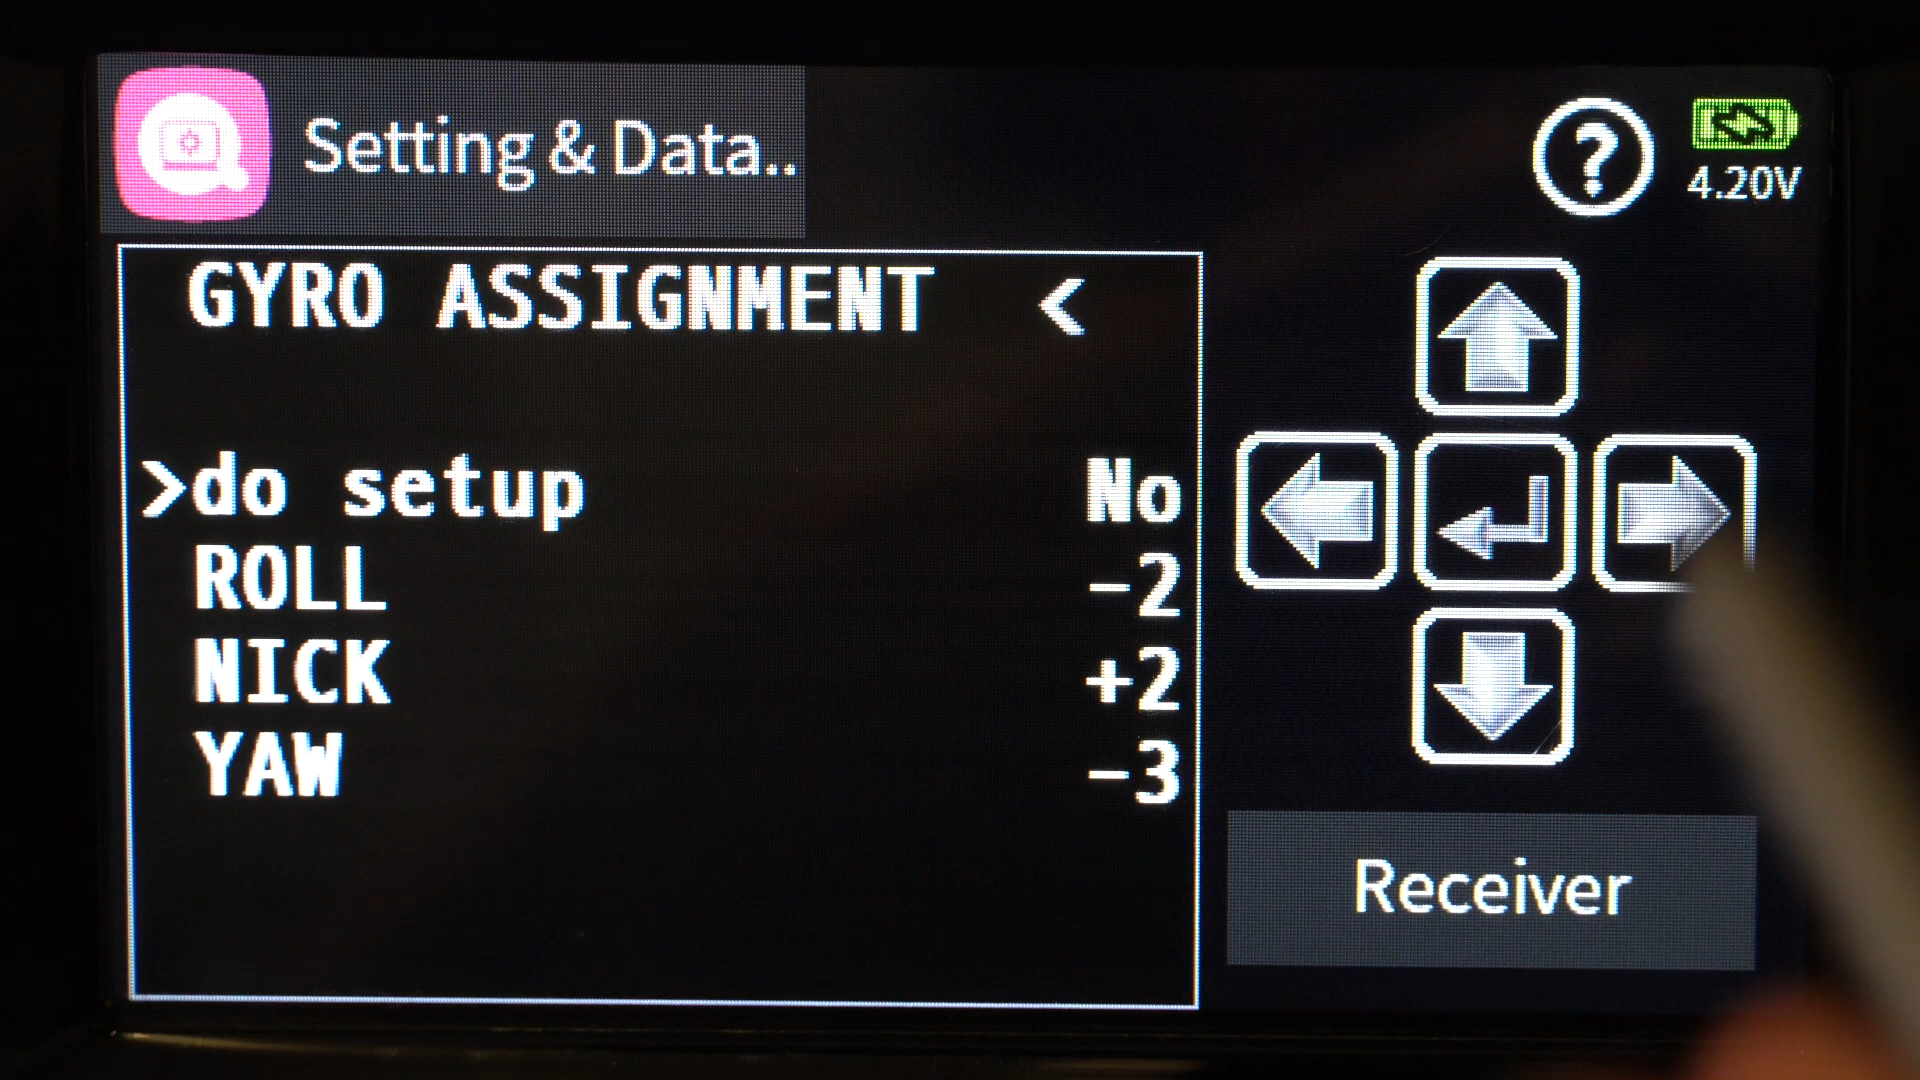 Setting & Data..
?
4.20V
GYRO ASSIGNMENT <
>do setup No
ROLL -2
NICK +2
YAW -3
Receiver